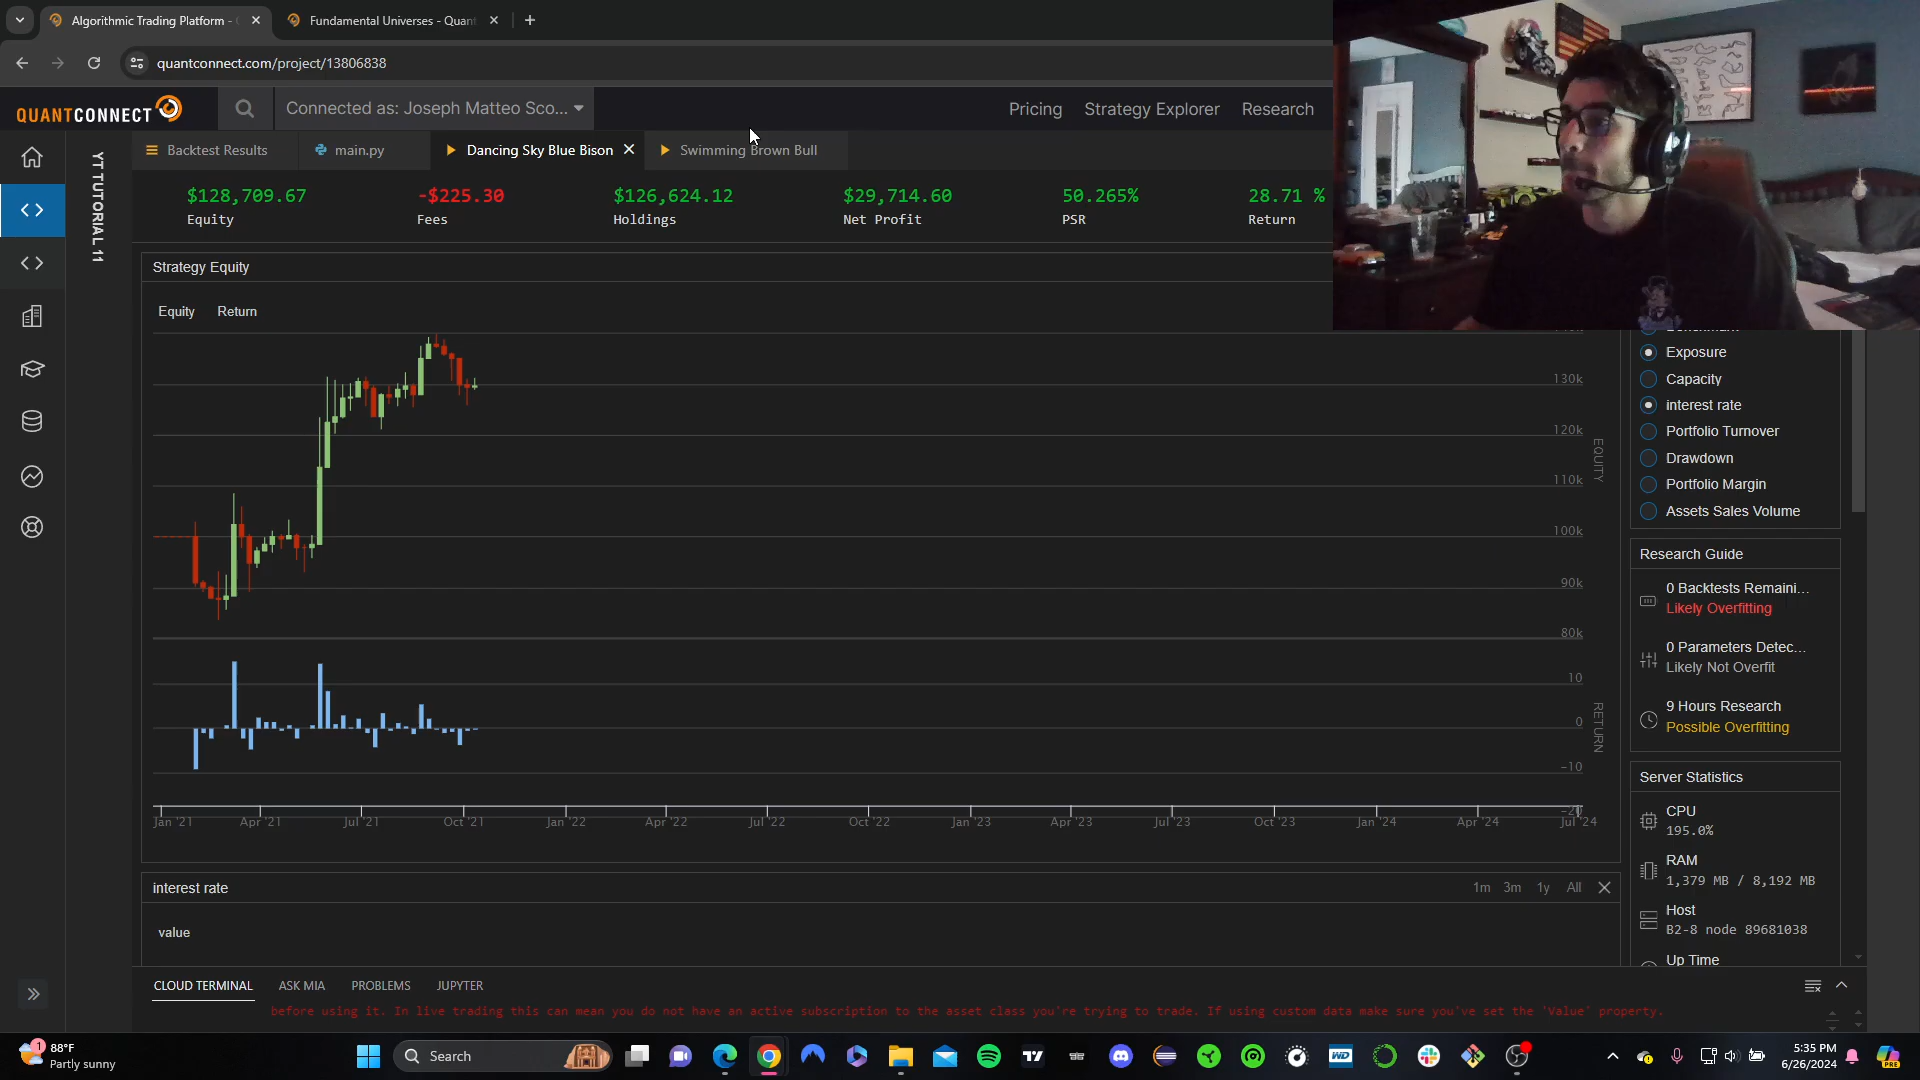 Algorithmic Trading Platform -
Fundamental Universes - Quan
quantconnect.com/project/13806838
QUANTCONNECT
Connected as: Joseph Matteo Sco...
Pricing
Strategy Explorer
Research
YT TUTORIAL 11
Backtest Results
main.py
Dancing Sky Blue Bison
Swimming Brown Bull
$128,709.67
-$225.30
$126,624.12
$29,714.60
50.265%
28.71 %
Equity
Fees
Holdings
Net Profit
PSR
Return
Strategy Equity
Equity
Return
130k
120k
110k
100k
90k
80k
EQUITY
10
0
-10
RETURN
Jan '21
Apr '21
Jul '21
Oct '21
Jan '22
Apr '22
Jul '22
Oct '22
Jan '23
Apr '23
Jul '23
Oct '23
Jan '24
Apr '24
Jul '24
Exposure
Capacity
interest rate
Portfolio Turnover
Drawdown
Portfolio Margin
Assets Sales Volume
Research Guide
0 Backtests Remaini...
Likely Overfitting
0 Parameters Detec...
Likely Not Overfit
9 Hours Research
Possible Overfitting
Server Statistics
CPU
195.0%
RAM
1,379 MB / 8,192 MB
Host
B2-8 node 89681038
Up Time
interest rate
1m
3m
1y
All
value
CLOUD TERMINAL
ASK MIA
PROBLEMS
JUPYTER
before using it. In live trading this can mean you do not have an active subscription to the asset class you're trying to trade. If using custom data make sure you've set the 'Value' property.
1
88°F
Partly sunny
Search
WD
PRE
5:35 PM
6/26/2024